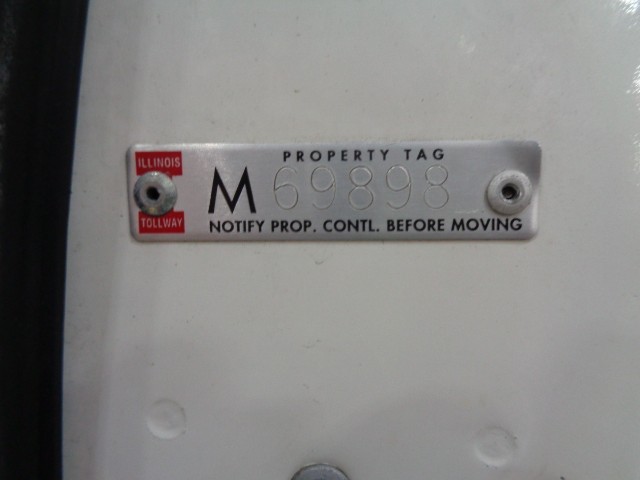 ILLINOIS
TOLLWAY
PROPERTY TAG
M 69898
NOTIFY PROP. CONTL. BEFORE MOVING